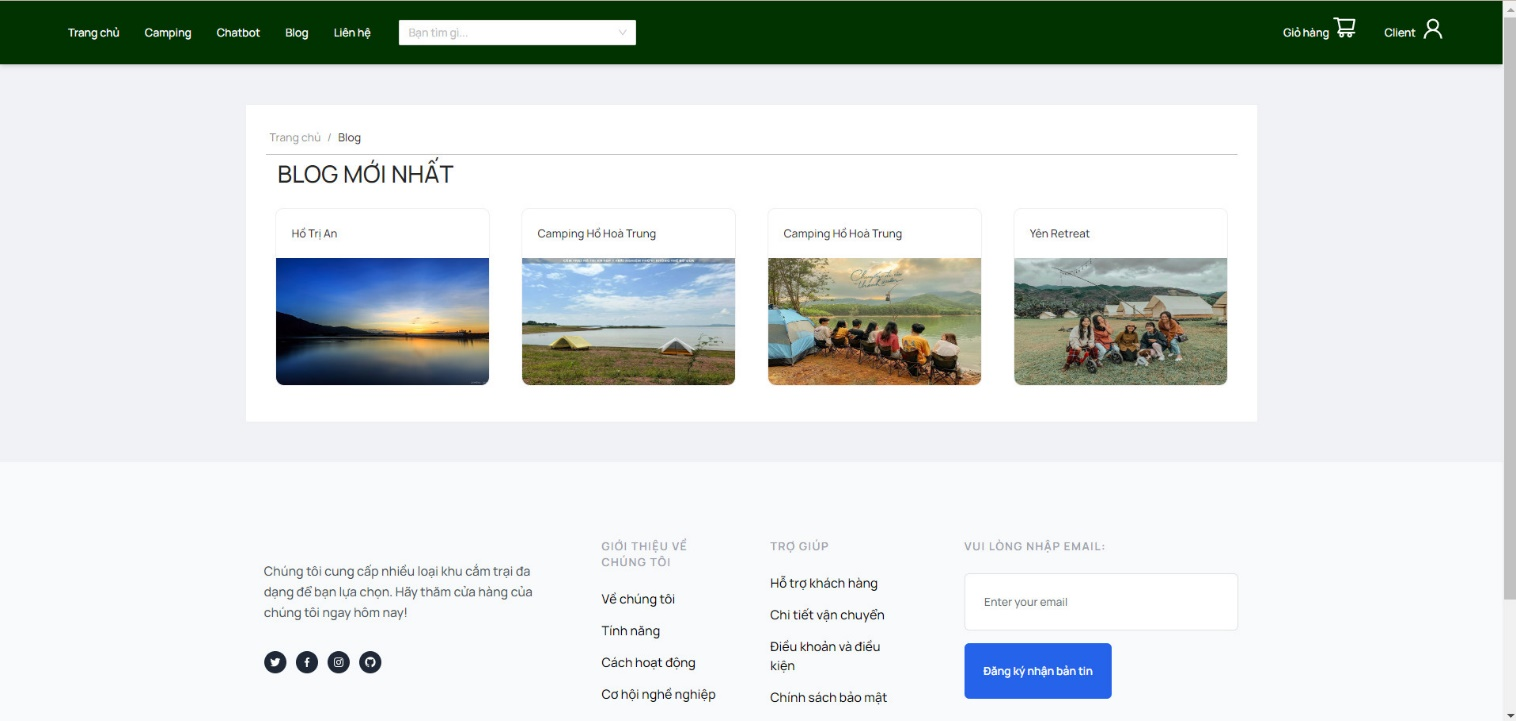 Trang chủ
Camping
Chatbot
Blog
Liên hệ
Bạn tìm gì...
Giỏ hàng
Client
Trang chủ / Blog
BLOG MỚI NHẤT
Hồ Trị An
Camping Hồ Hoà Trung
Camping Hồ Hoà Trung
Yên Retreat
Chúng tôi cung cấp nhiều loại khu cắm trại đa
dạng để bạn lựa chọn. Hãy thăm cửa hàng của
chúng tôi ngay hôm nay!
GIỚI THIỆU VỀ
CHÚNG TÔI
Về chúng tôi
Tính năng
Cách hoạt động
Cơ hội nghề nghiệp
TRỢ GIÚP
Hỗ trợ khách hàng
Chi tiết vận chuyển
Điều khoản và điều
kiện
Chính sách bảo mật
VUI LÒNG NHẬP EMAIL:
Enter your email
Đăng ký nhận bản tin